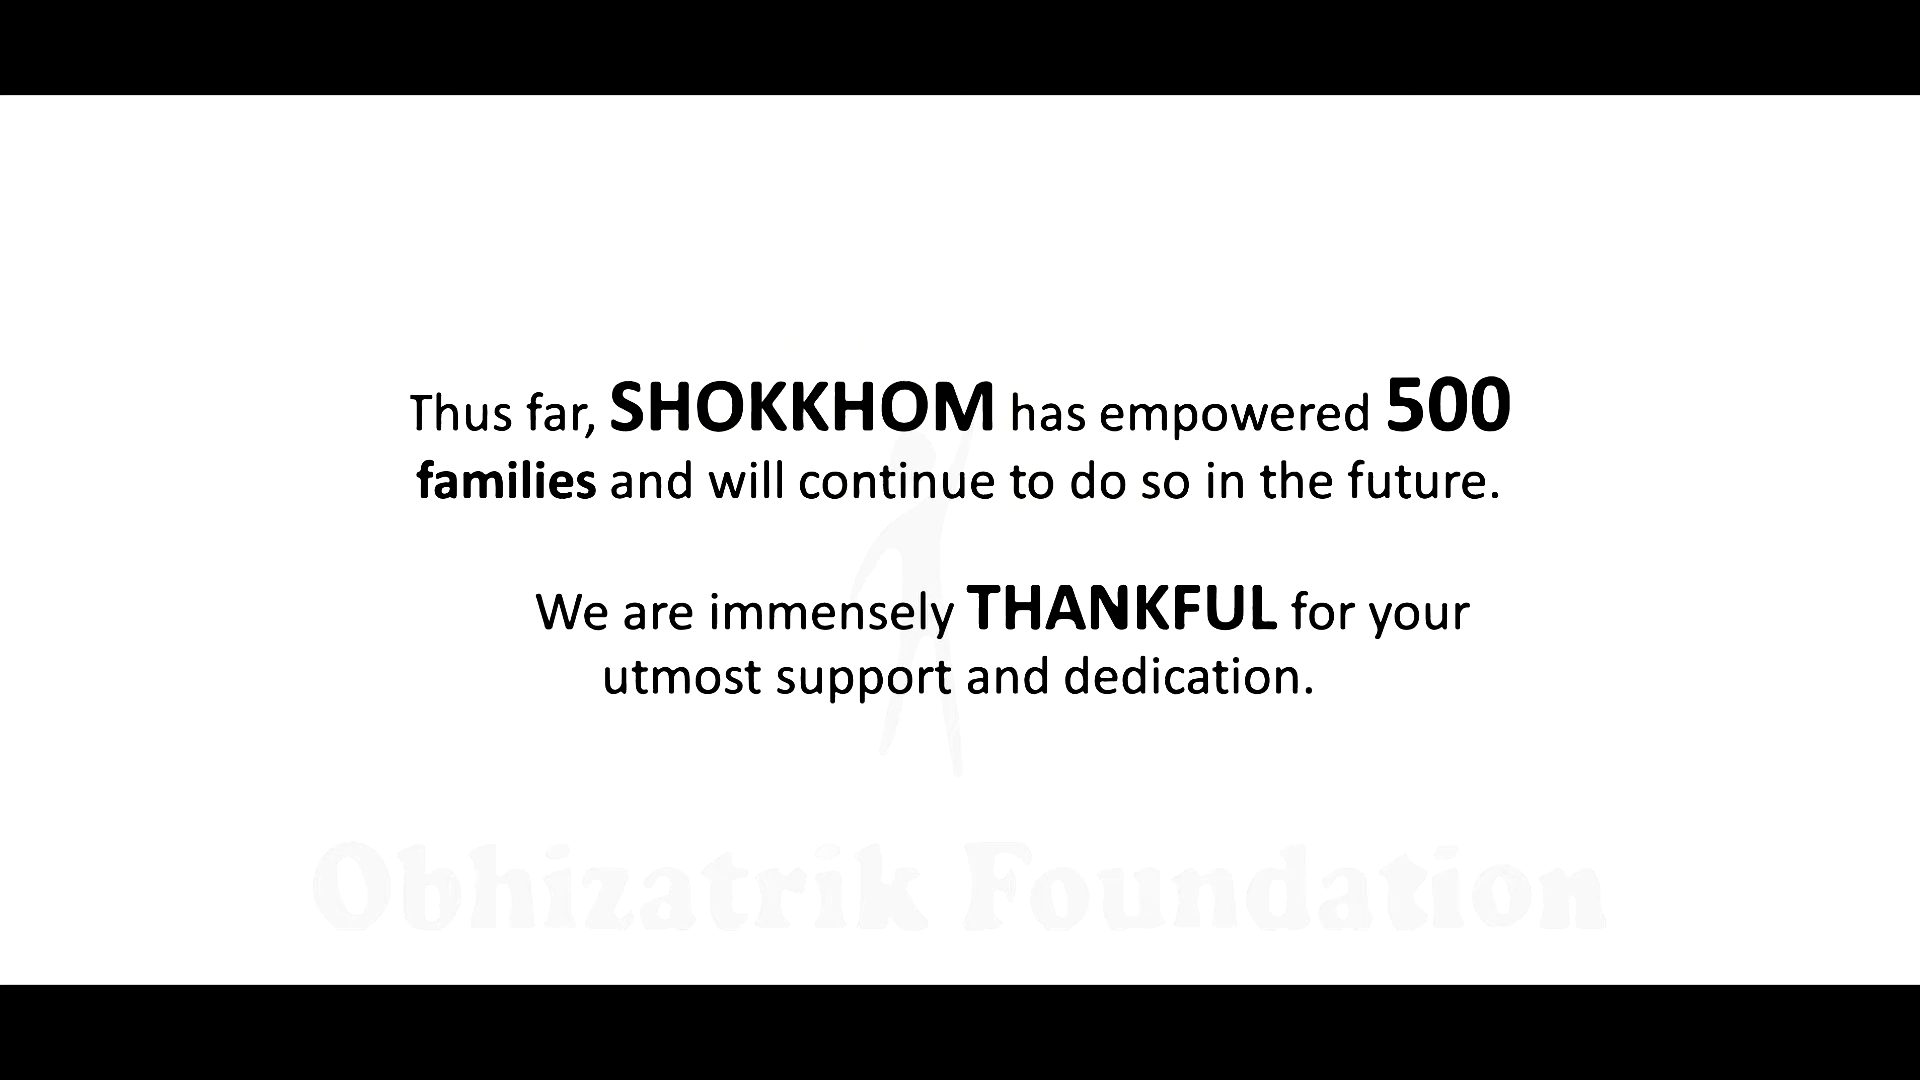 Thus far, SHOKKHOM has empowered 500
families and will continue to do so in the future.
We are immensely THANKFUL for your
utmost support and dedication.
Obhizatrik Foundation